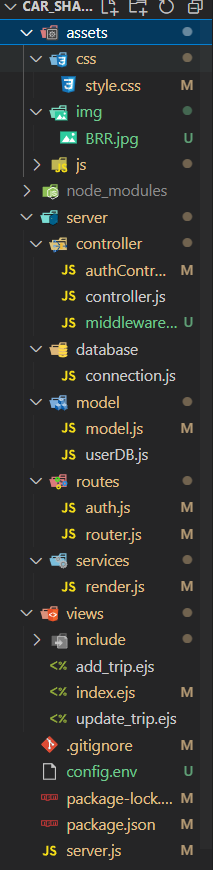 CAR_SHA...
assets
css
style.css M
img
BRR.jpg U
JS js
node_modules
server
controller
JS authContr... M
JS controller.js
JS middleware... U
database
JS connection.js
model
JS model.js M
JS userDB.js
routes
JS auth.js M
JS router.js M
services
JS render.js M
views
include
<%> add_trip.ejs
<%> index.ejs M
<%> update_trip.ejs
.gitignore M
config.env U
npm package-lock.... M
npm package.json M
JS server.js M